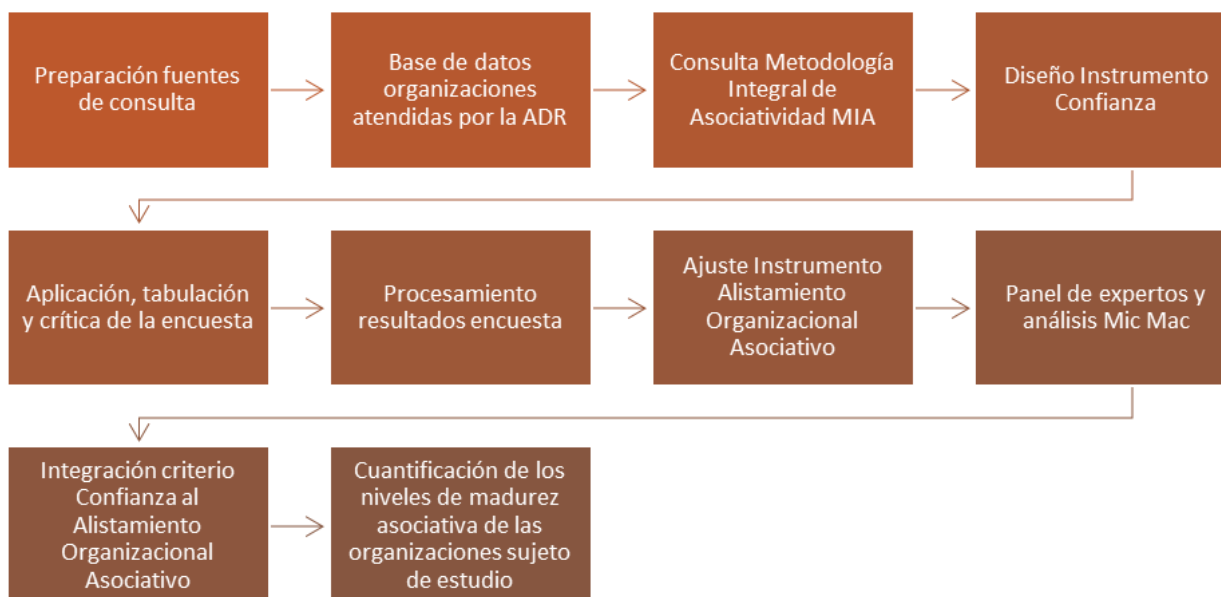 Preparación fuentes
de consulta
Base de datos
organizaciones
atendidas por la ADR
Consulta Metodología
Integral de
Asociatividad MIA
Diseño Instrumento
Confianza
Aplicación, tabulación
y crítica de la encuesta
Procesamiento
resultados encuesta
Ajuste Instrumento
Alistamiento
Organizacional
Asociativo
Panel de expertos y
análisis Mic Mac
Integración criterio
Confianza al
Alistamiento
Organizacional
Asociativo
Cuantificación de los
niveles de madurez
asociativa de las
organizaciones sujeto
de estudio